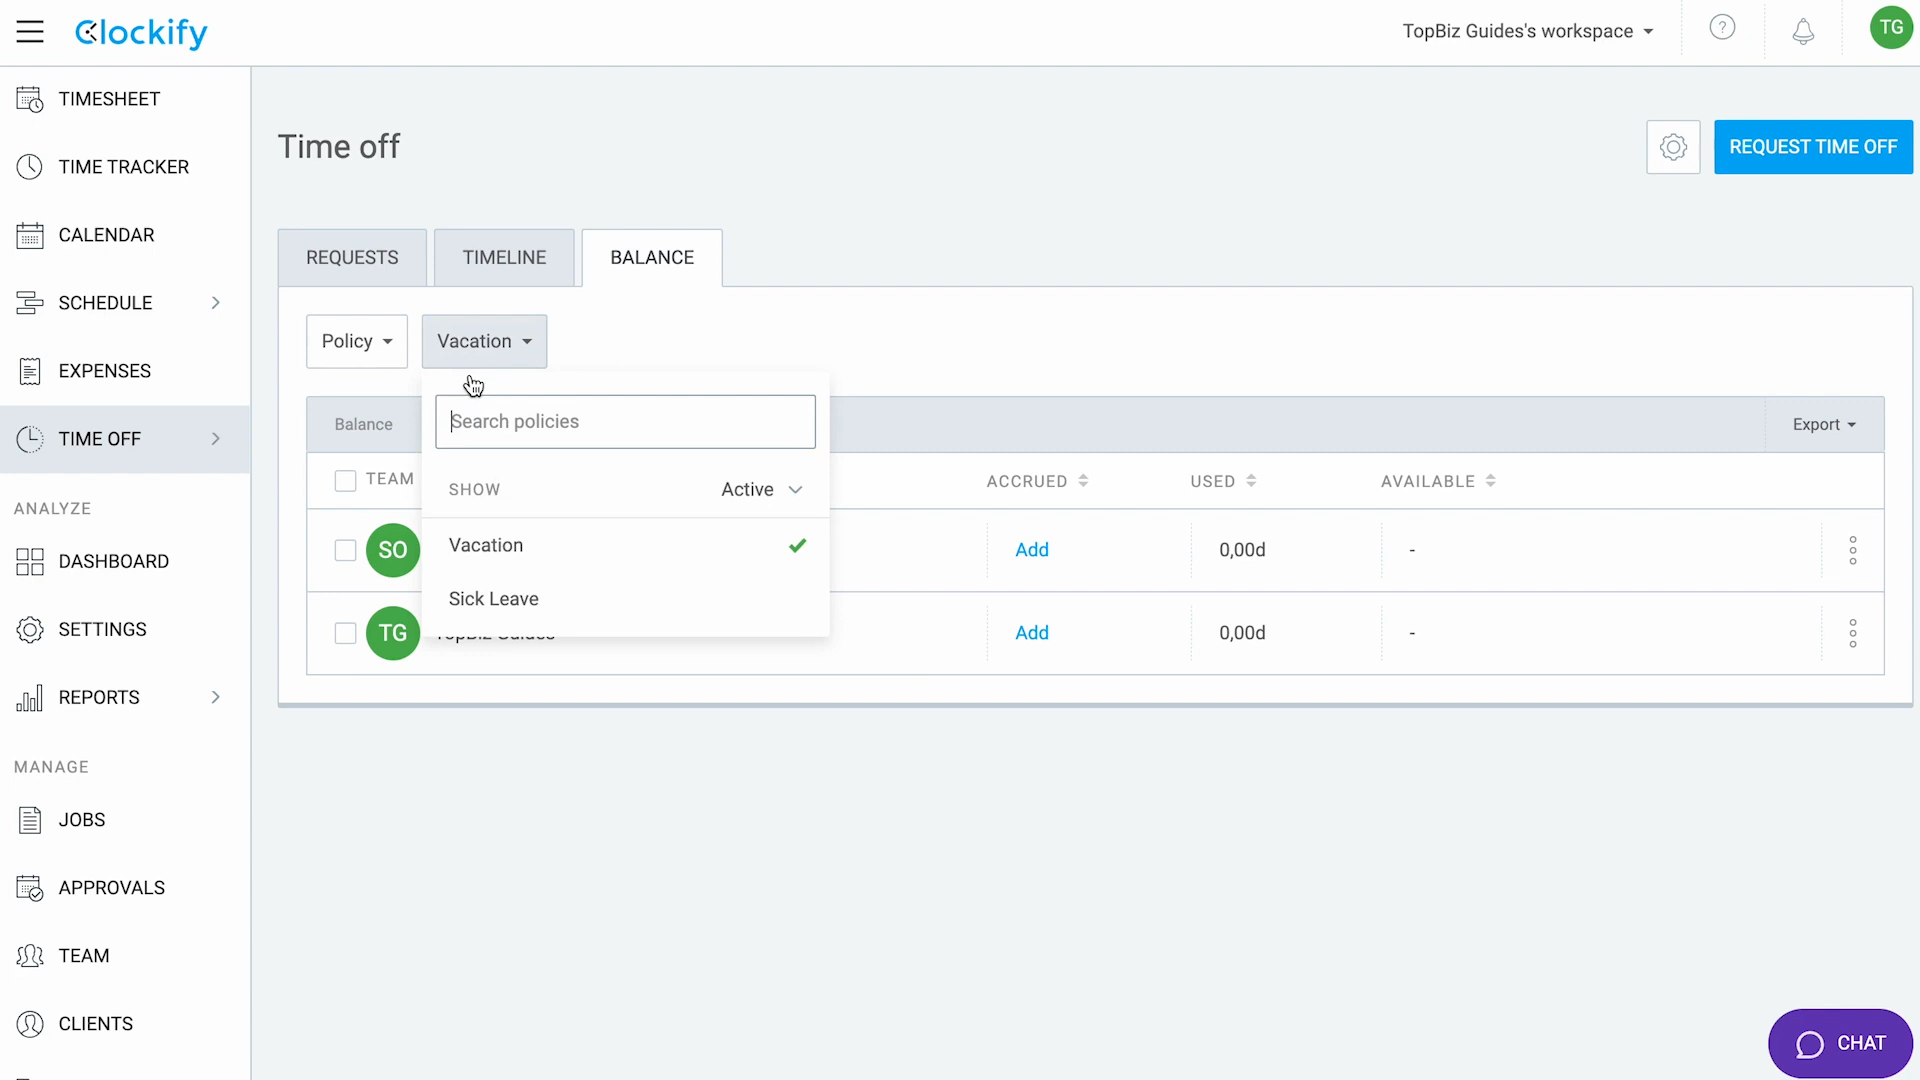 Clockify
TopBiz Guides's workspace
TG
TIMESHEET
TIME TRACKER
CALENDAR
SCHEDULE
EXPENSES
TIME OFF
ANALYZE
DASHBOARD
SETTINGS
REPORTS
MANAGE
JOBS
APPROVALS
TEAM
CLIENTS
Time off
REQUEST TIME OFF
REQUESTS
TIMELINE
BALANCE
Policy
Vacation
Search policies
SHOW
Active
Vacation
Sick Leave
Balance
Export
TEAM
ACCRUED
USED
AVAILABLE
SO
Add
0,00d
-
TG
TopBiz Guides
Add
0,00d
-
CHAT